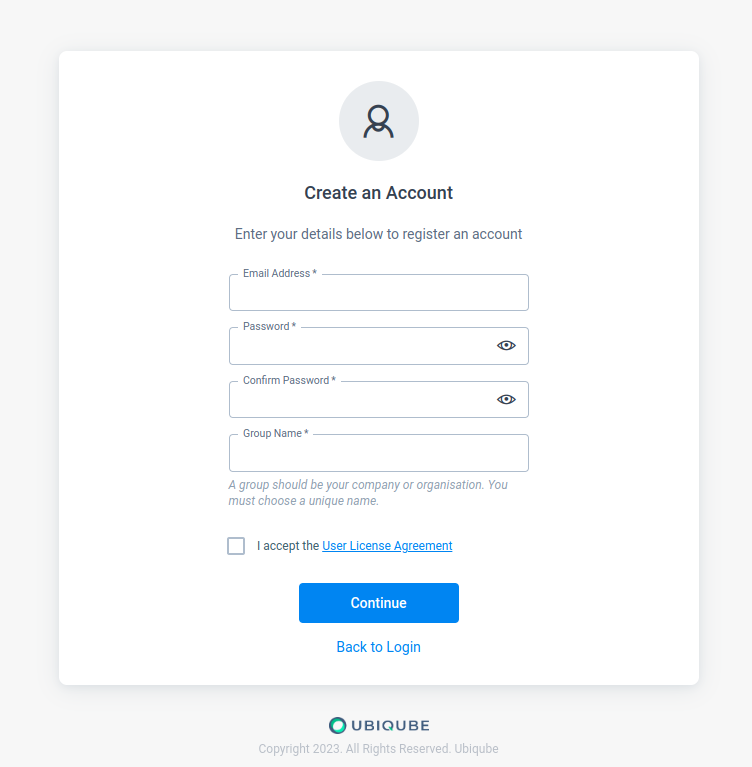 Create an Account
Enter your details below to register an account
Email Address *
Password *
Confirm Password *
Group Name *
A group should be your company or organisation. You
must choose a unique name.
I accept the User License Agreement
Continue
Back to Login
UBIQUBE
Copyright 2023. All Rights Reserved. Ubiqube